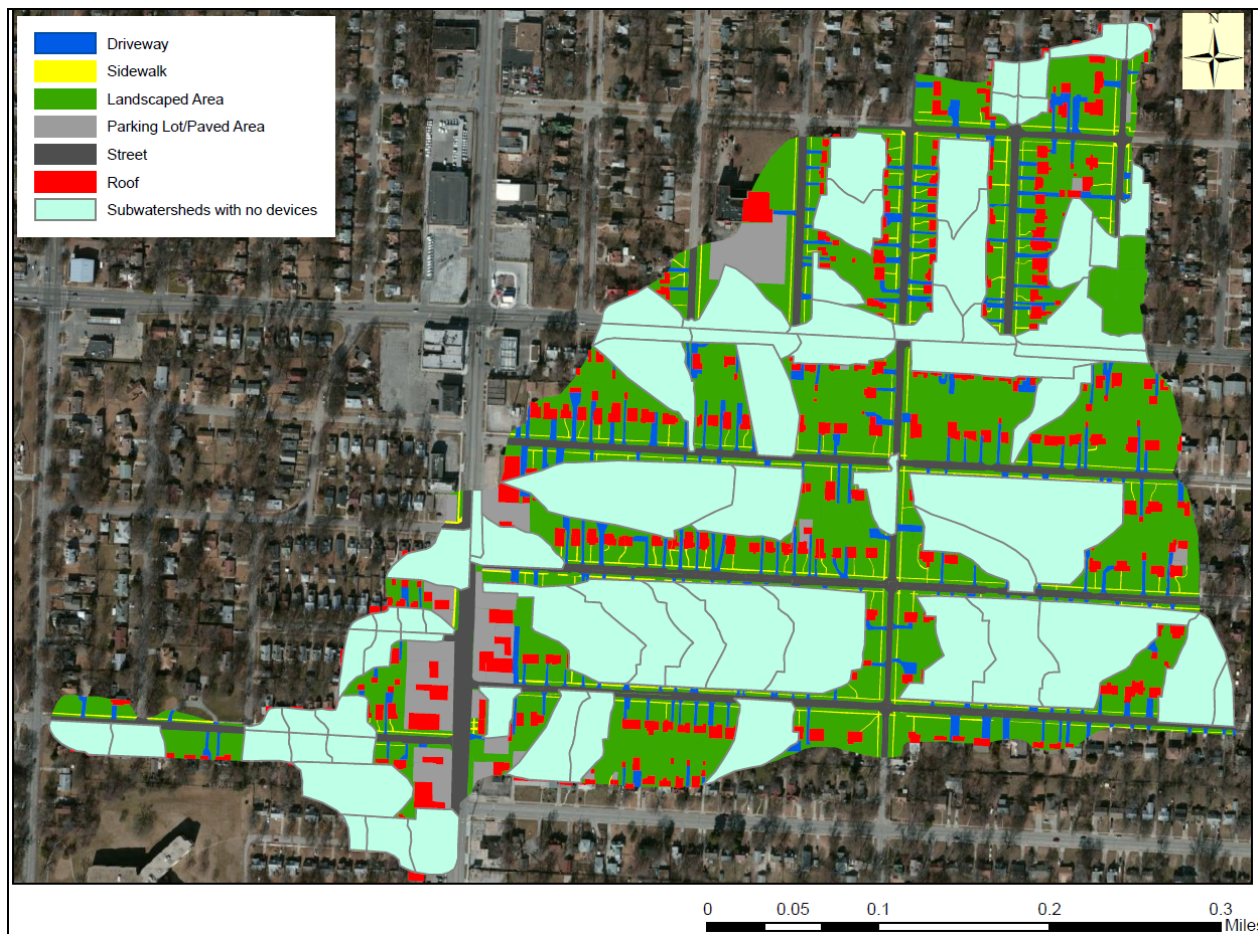 N
Driveway
Sidewalk
Landscaped Area
Parking Lot/Paved Area
Street
Roof
Subwatersheds with no devices
0 0.05 0.1 0.2 0.3
Miles